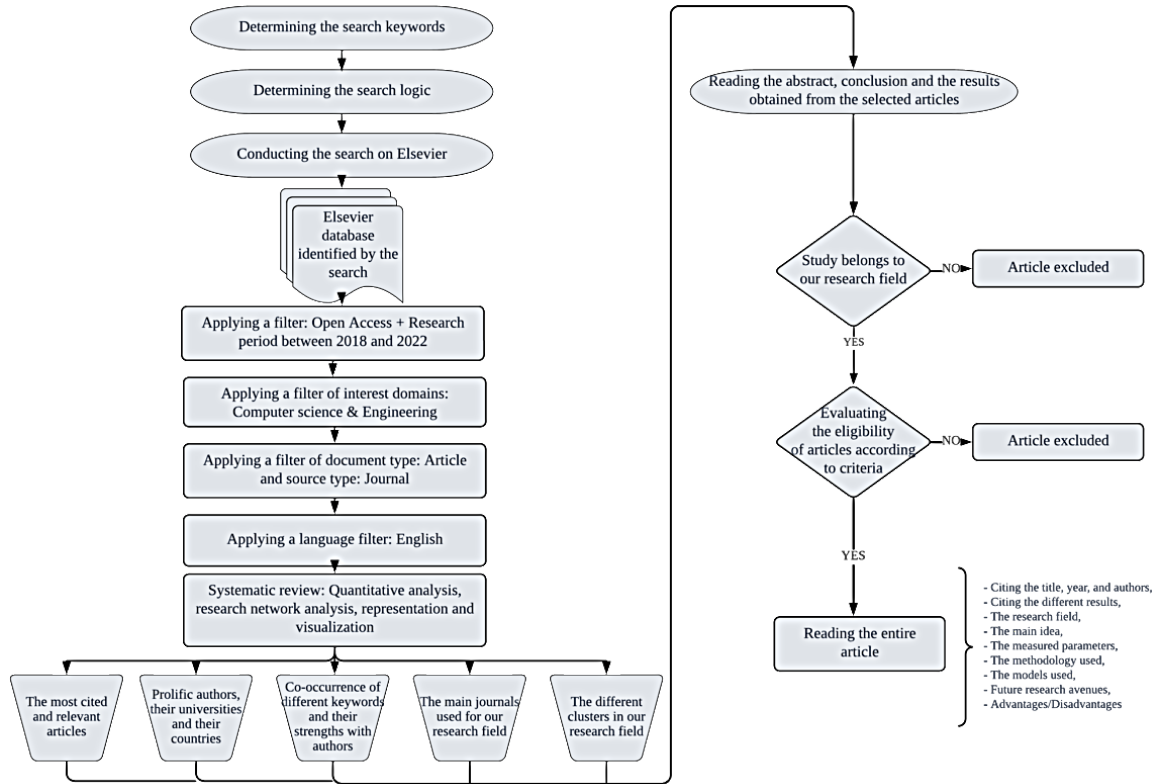 Determining the search keywords
Determining the search logic
Conducting the search on Elsevier
Elsevier
database
identified by the
search
Applying a filter: Open Access + Research
period between 2018 and 2022
Applying a filter of interest domains:
Computer science & Engineering
Applying a filter of document type: Article
and source type: Journal
Applying a language filter: English
Systematic review: Quantitative analysis,
research network analysis, representation and
visualization
The most cited
and relevant
articles
Prolific authors,
their universities
and their
countries
Co-occurrence of
different keywords
and their
strengths with
authors
The main journals
used for our
research field
The different
clusters in our
research field
Reading the abstract, conclusion and the results
obtained from the selected articles
Study belongs to
our research field
NO
Article excluded
YES
Evaluating
the eligibility
of articles according
to criteria
NO
Article excluded
YES
Reading the entire
article
- Citing the title, year, and authors,
- Citing the different results,
- The research field,
- The main idea,
- The measured parameters,
- The methodology used,
- The models used,
- Future research avenues,
- Advantages/Disadvantages